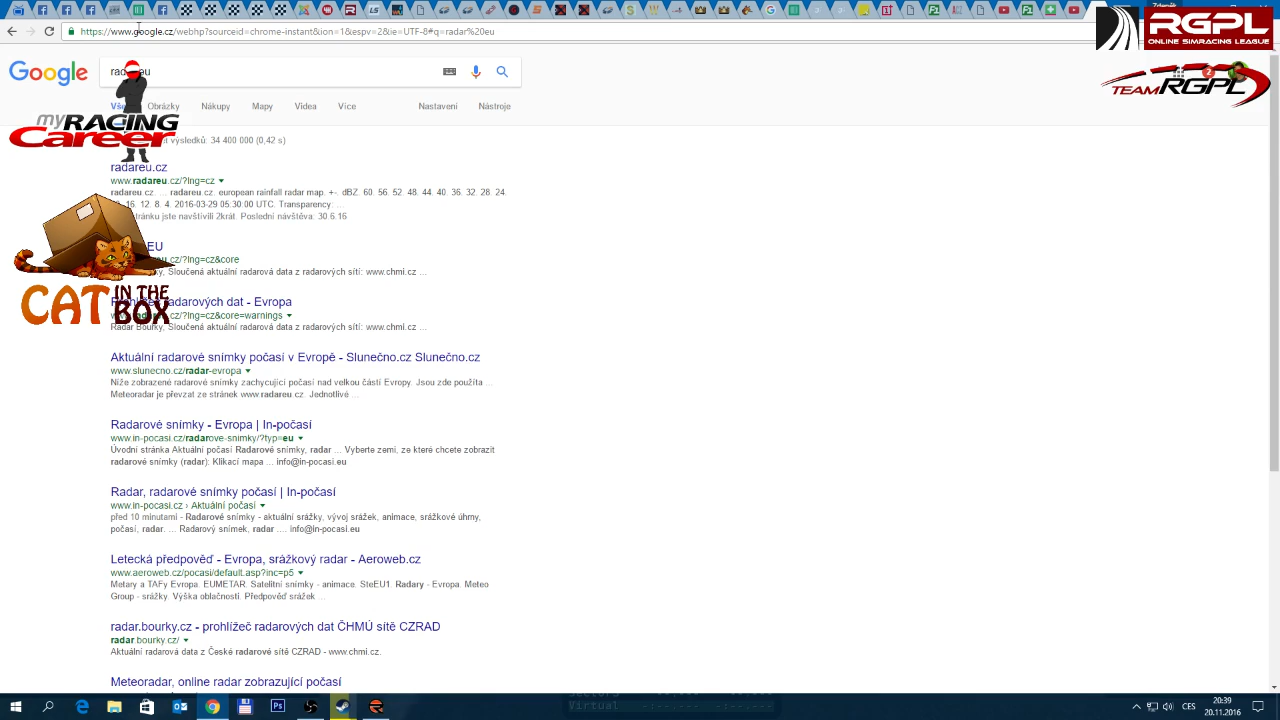 Zdeněk
https://www.google.cz/webhp?sourceid=chrome-instant&ion=1&espv=2&ie=UTF-8#q=radar%20eu
RGPL
ONLINE SIMRACING LEAGUE
Google
2
TEAM RGPL
Obrázky Nákupy Mapy Videa Více Nastavení Nástroje
myRACING
Career
výsledků: 34 400 000 (0,42 s)
radareu.cz
www.radareu.cz/?lng=cz
radareu.cz. ... radareu.cz. european rainfall radar map. +-. dBZ. 60. 56. 52. 48. 44. 40. 36. 32. 28. 24.
16. 12. 8. 4. 2016-03-29 05:30:00 UTC. Transparency: ...
stránku jste navštívili 2krát. Poslední návštěva: 30.6.16
EU
.cz/?lng=cz&core
Sloučená aktuální radarová data z radarových sítí: www.chmi.cz ...
CAT IN THE BOX
radarových dat - Evropa
.cz/?lng=cz&core=warnings
Radar Bourky, Sloučená aktuální radarová data z radarových sítí: www.chmi.cz ...
Aktuální radarové snímky počasí v Evropě - Slunečno.cz Slunečno.cz
www.slunecno.cz/radar-evropa
Níže zobrazené radarové snímky zachycující počasí nad velkou částí Evropy. Jsou zde použita ...
Meteoradar je převzat ze stránek www.radareu.cz. Jednotlivé ...
Radarové snímky - Evropa | In-počasí
www.in-pocasi.cz/radarove-snimky/?typ=eu
Úvodní stránka Aktuální počasí Radarové snímky, radar ... Vyberte zemi, ze které chcete zobrazit
radarové snímky (radar): Klikací mapa ... info@in-pocasi.eu
Radar, radarové snímky počasí | In-počasí
www.in-pocasi.cz › Aktuální počasí
před 10 minutami - Radarové snímky - aktuální srážky, vývoj srážek, animace, srážkové úhrny,
počasí, radar. ... Radarový snímek, radar .... info@in-pocasi.eu
Letecká předpověď - Evropa, srážkový radar - Aeroweb.cz
www.aeroweb.cz/pocasi/default.asp?inc=p5
Metary a TAFy Evropa. EUMETAR. Satelitní snímky - animace. SteEU1. Radary - Evropa. Meteo
Group - srážky. Výška oblačnosti. Předpověď srážek ...
radar.bourky.cz - prohlížeč radarových dat ČHMÚ sítě CZRAD
radar.bourky.cz/
Aktuální radarová data z České radarové sítě CZRAD - www.chmi.cz.
Meteoradar, online radar zobrazující počasí
Sectors
Virtual
CES
20:39
20.11.2016